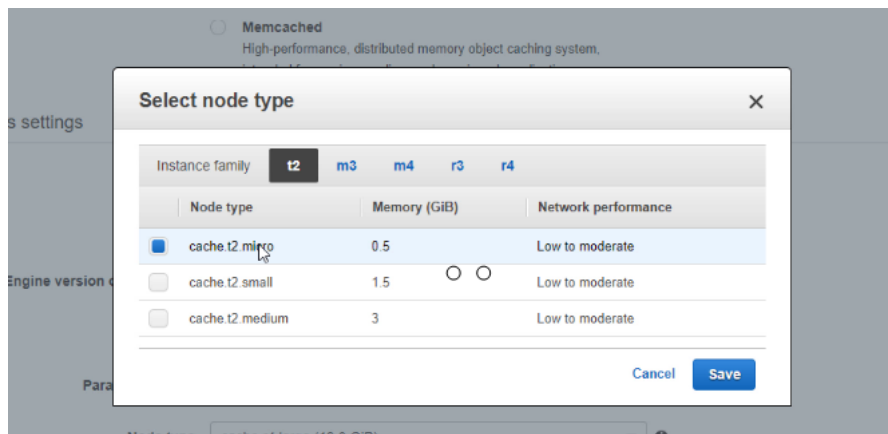 Memcached
High-performance, distributed memory object caching system,
Select node type
s settings
Instance family t2 m3 m4 r3 r4
Node type Memory (GiB) Network performance
cache.t2.micro 0.5 Low to moderate
Engine version
cache.t2.small 1.5 Low to moderate
cache.t2.medium 3 Low to moderate
Cancel Save
Para